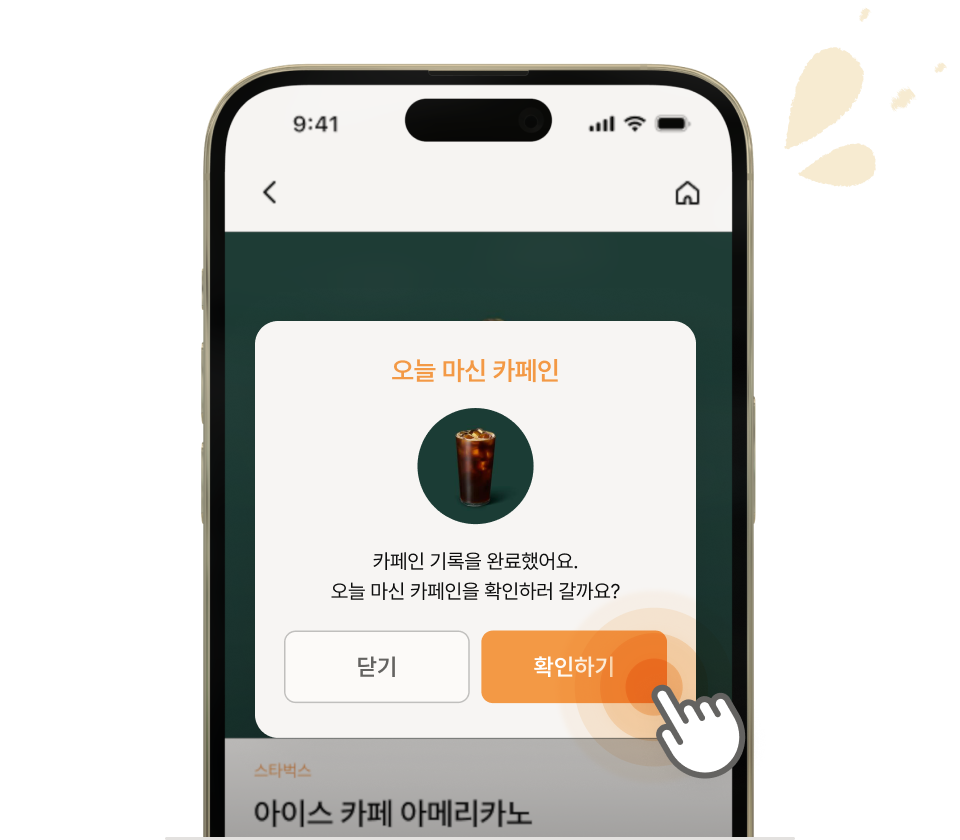 9:41
오늘 마신 카페인
카페인 기록을 완료했어요.
오늘 마신 카페인을 확인하러 갈까요?
닫기
확인하기
스타벅스
아이스 카페 아메리카노